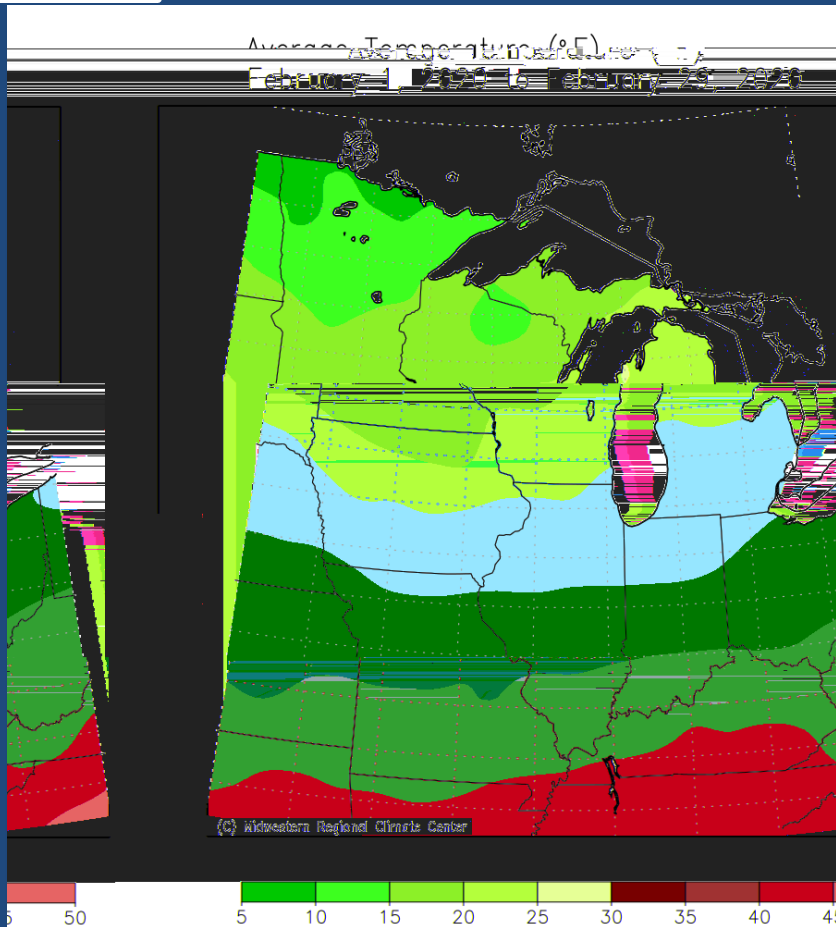 Average Temperature (°F)
February 1, 2020 to February 29, 2020
(C) Midwestern Regional Climate Center
50 5 10 15 20 25 30 35 40